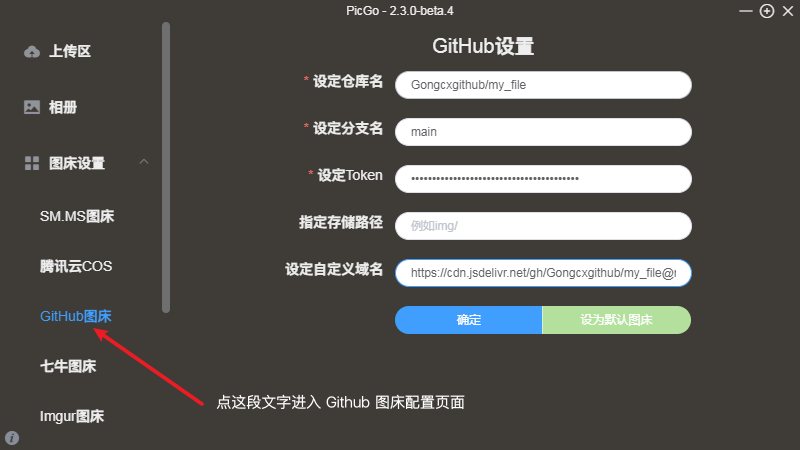 PicGo - 2.3.0-beta.4
上传区
相册
图床设置
SM.MS图床
腾讯云COS
GitHub图床
七牛图床
Imgur图床
GitHub设置
* 设定仓库名 Gongcxgithub/my_file
* 设定分支名 main
* 设定Token ••••••••••••••••••••••••••••••••••••••••
指定存储路径 例如img/
设定自定义域名 https://cdn.jsdelivr.net/gh/Gongcxgithub/my_file@
确定 设为默认图床
点这段文字进入 Github 图床配置页面